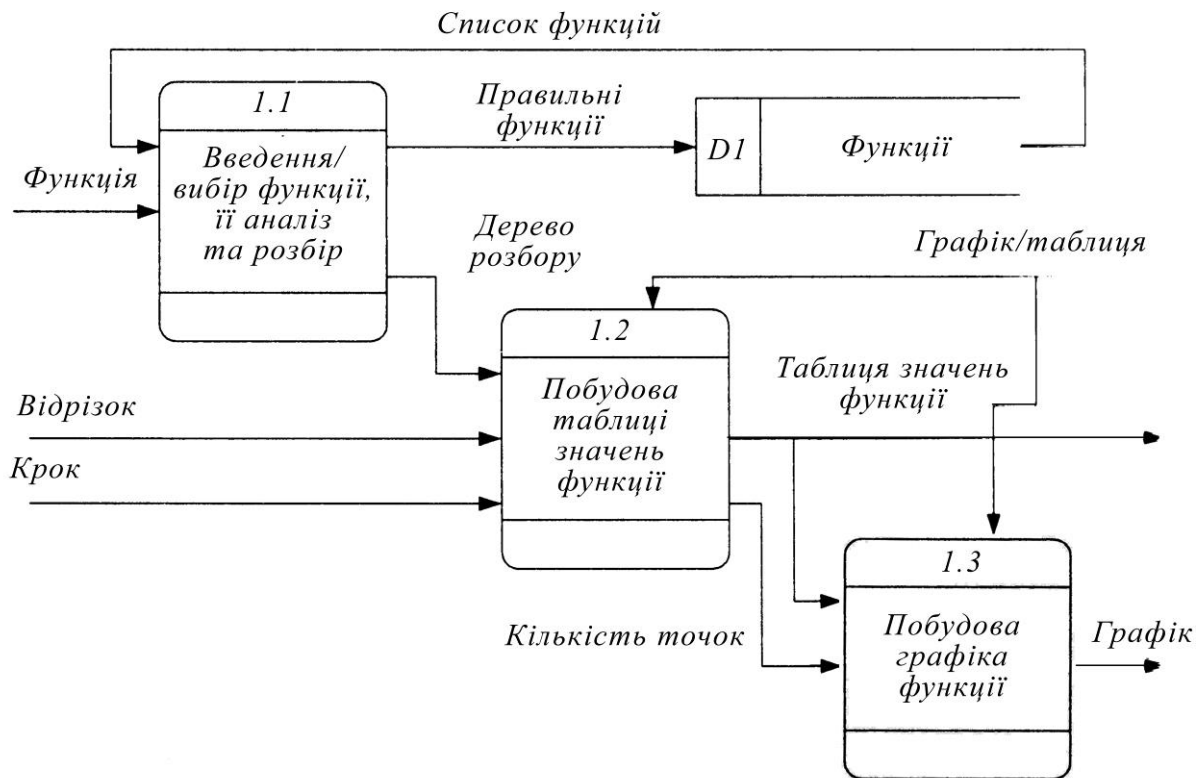 Список функцій
1.1
Введення/
вибір функції,
її аналіз
та розбір
Функція
Правильні
функції
D1
Функції
Дерево
розбору
Графік/таблиця
1.2
Побудова
таблиці
значень
функції
Відрізок
Крок
Таблиця значень
функції
Кількість точок
1.3
Побудова
графіка
функції
Графік